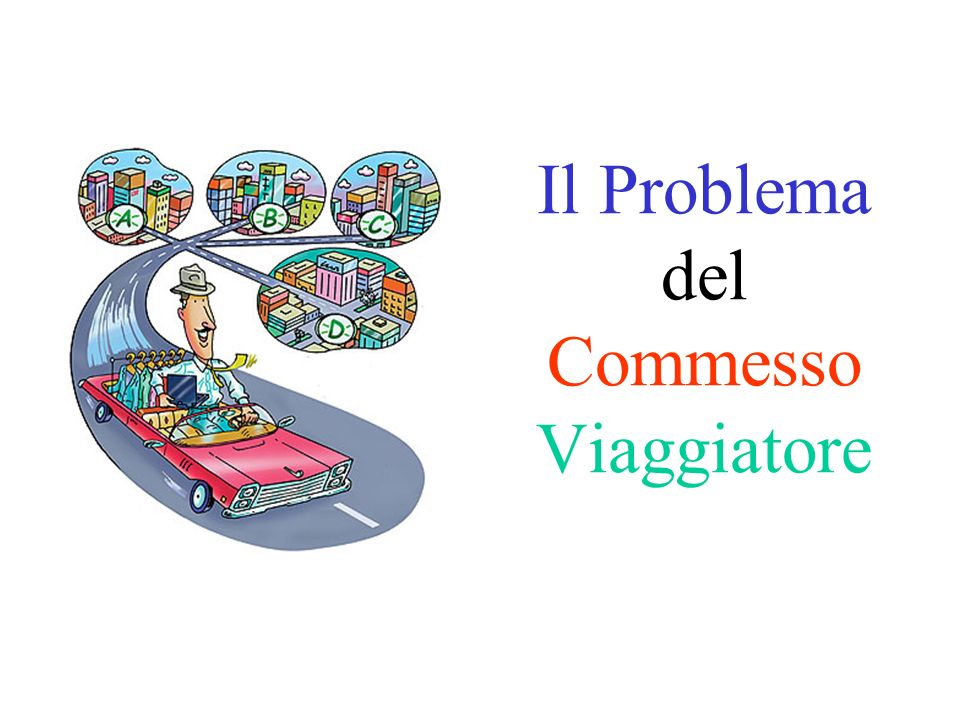 A
B
C
D
Il Problema
del
Commesso
Viaggiatore